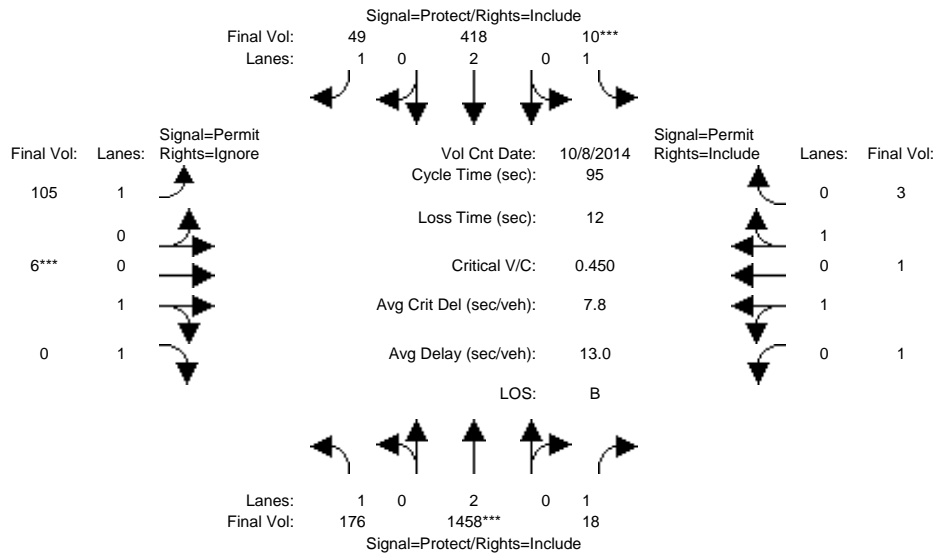 Signal=Protect/Rights=Include
Final Vol: 49 418 10***
Lanes: 1 0 2 0 1
Signal=Permit Signal=Permit
Final Vol: Lanes: Rights=Ignore Vol Cnt Date: 10/8/2014 Rights=Include Lanes: Final Vol:
Cycle Time (sec): 95
105 1 0 3
Loss Time (sec): 12
0 1
6*** 0 Critical V/C: 0.450 0 1
1 Avg Crit Del (sec/veh): 7.8 1
0 1 Avg Delay (sec/veh): 13.0 0 1
LOS: B
Lanes: 1 0 2 0 1
Final Vol: 176 1458*** 18
Signal=Protect/Rights=Include